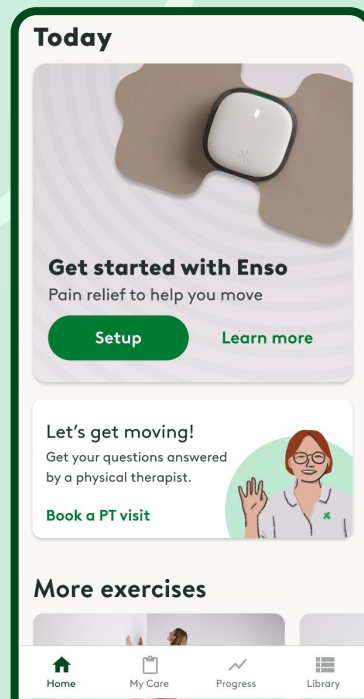 Today
Get started with Enso
Pain relief to help you move
Setup
Learn more
Let's get moving!
Get your questions answered
by a physical therapist.
Book a PT visit
More exercises
Home
My Care
Progress
Library